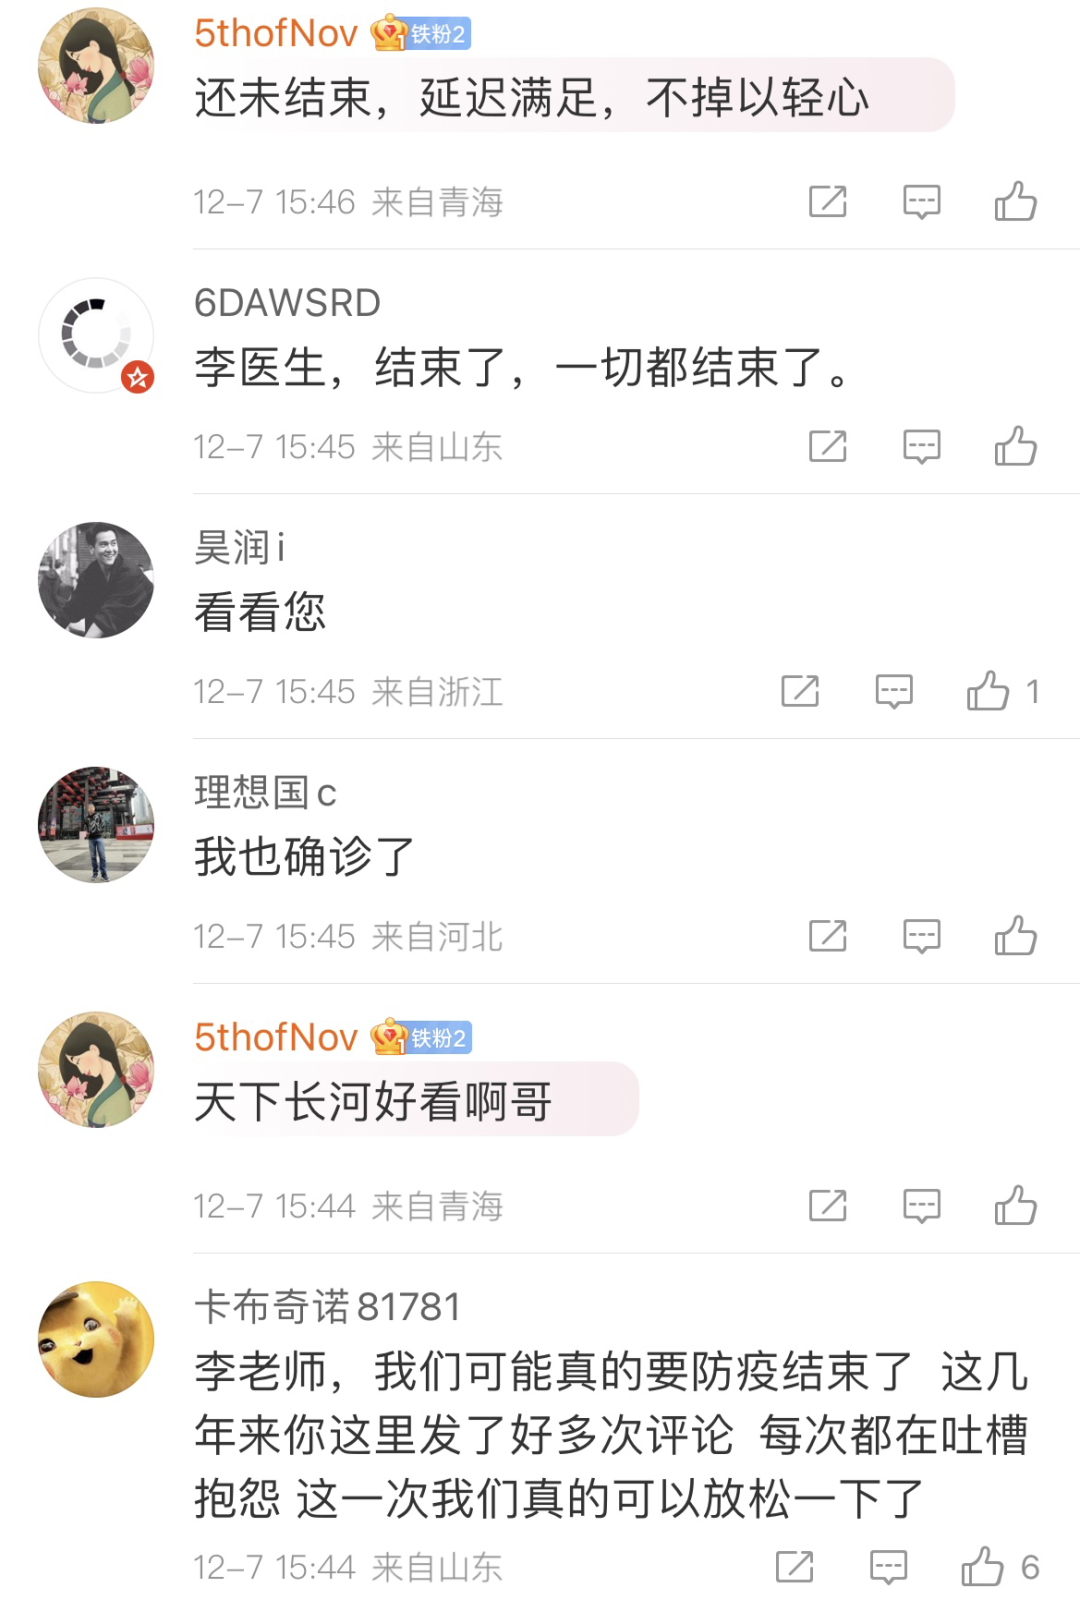 5thofNov 1铁粉2
还未结束，延迟满足，不掉以轻心
12-7 15:46 来自青海
6DAWSRD
李医生，结束了，一切都结束了。
12-7 15:45 来自山东
昊润i
看看您
12-7 15:45 来自浙江
1
理想国c
我也确诊了
12-7 15:45 来自河北
5thofNov 1铁粉2
天下长河好看啊哥
12-7 15:44 来自青海
卡布奇诺81781
李老师，我们可能真的要防疫结束了 这几
年来你这里发了好多次评论 每次都在吐槽
抱怨 这一次我们真的可以放松一下了
12-7 15:44 来自山东
6